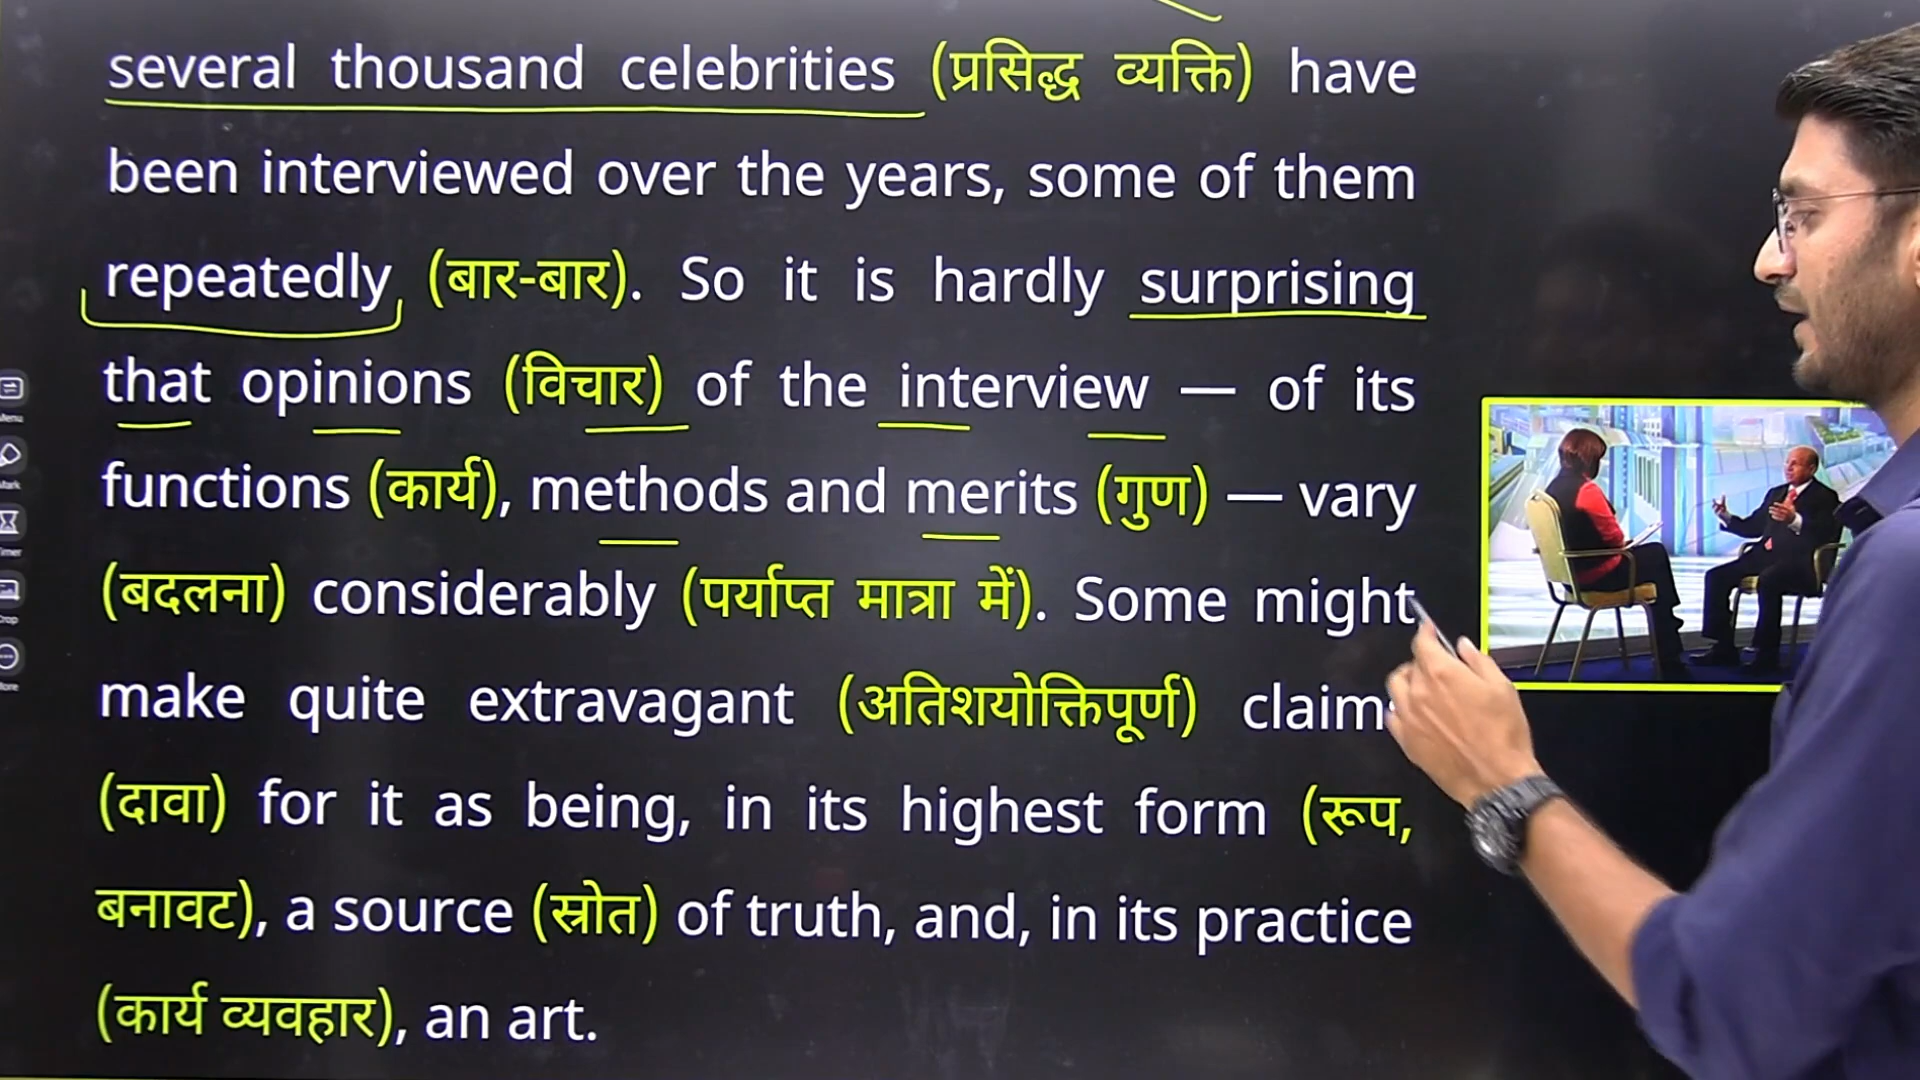 several thousand celebrities (प्रसिद्ध व्यक्ति) have
been interviewed over the years, some of them
repeatedly (बार-बार). So it is hardly surprising
that opinions (विचार) of the interview — of its
functions (कार्य), methods and merits (गुण) — vary
(बदलना) considerably (पर्याप्त मात्रा में). Some might
make quite extravagant (अतिशयोक्तिपूर्ण) claim
(दावा) for it as being, in its highest form (रूप,
बनावट), a source (स्रोत) of truth, and, in its practice
(कार्य व्यवहार), an art.
Menu